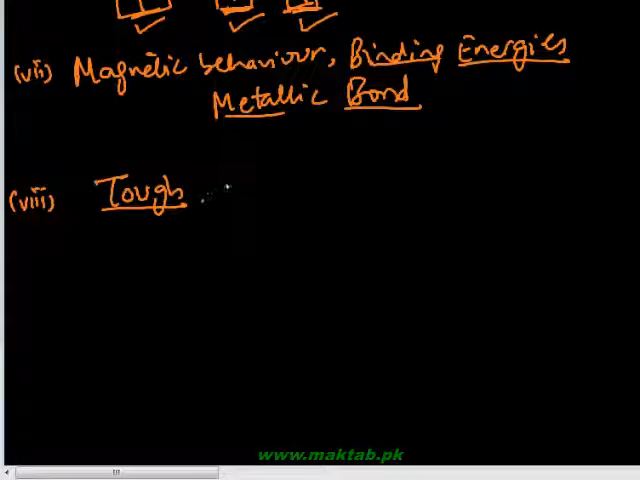 (vii) Magnetic behaviour, Binding Energies
Metallic Bond
(viii) Tough
www.maktab.pk